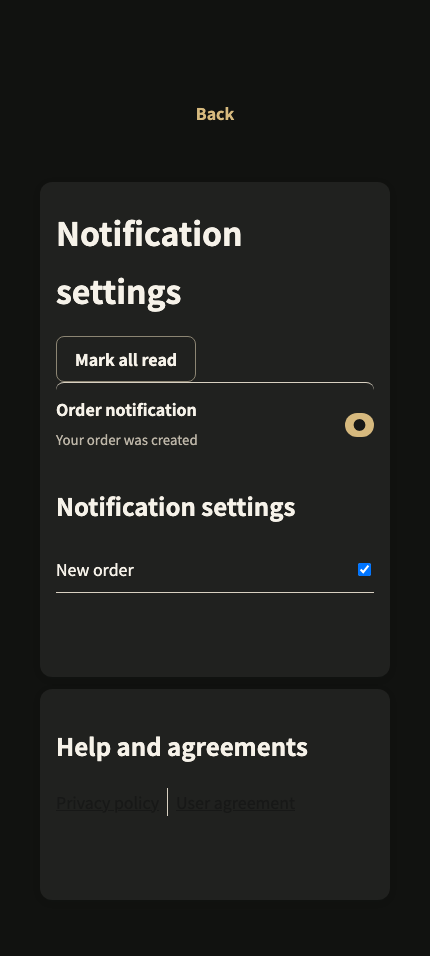 Back
Notification
settings
Mark all read
Order notification
Your order was created
Notification settings
New order
Help and agreements
Privacy policy
User agreement